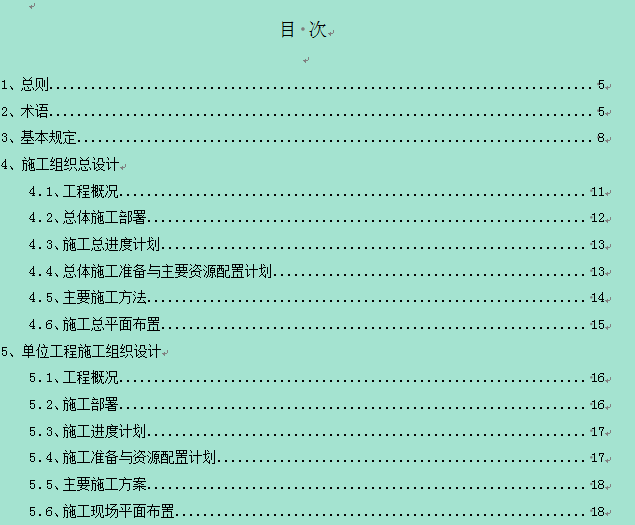 目 次
1、总则........................................ 5
2、术语........................................ 5
3、基本规定........................................ 8
4、施工组织总设计
4.1、工程概况........................................ 11
4.2、总体施工部署........................................ 12
4.3、施工总进度计划........................................ 13
4.4、总体施工准备与主要资源配置计划........................................ 13
4.5、主要施工方法........................................ 14
4.6、施工总平面布置........................................ 15
5、单位工程施工组织设计
5.1、工程概况........................................ 16
5.2、施工部署........................................ 16
5.3、施工进度计划........................................ 17
5.4、施工准备与资源配置计划........................................ 17
5.5、主要施工方案........................................ 18
5.6、施工现场平面布置........................................ 18